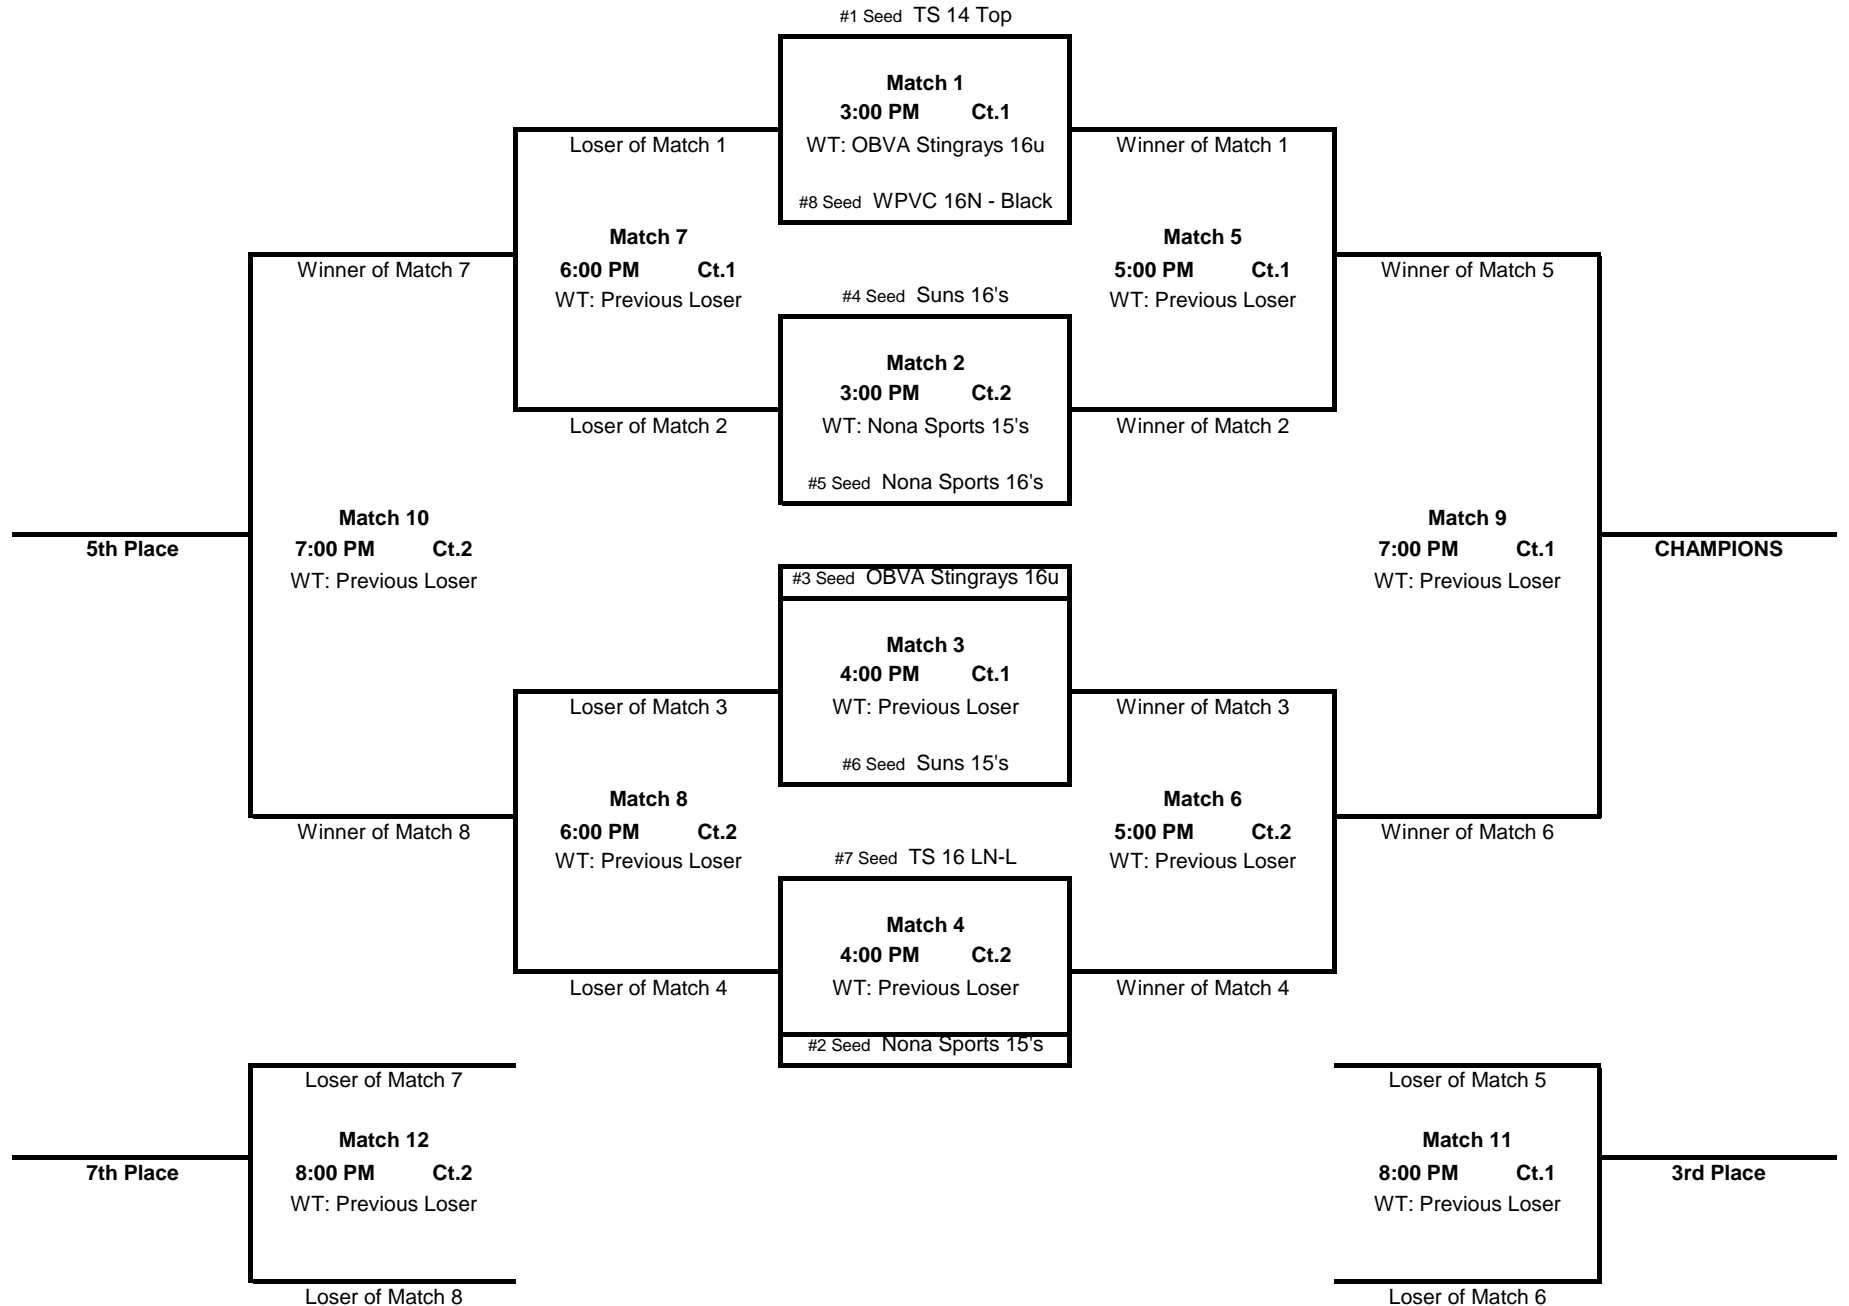 #1 Seed TS 14 Top
Match 1
3:00 PM Ct.1
Loser of Match 1 WT: OBVA Stingrays 16u Winner of Match 1
#8 Seed WPVC 16N - Black
Match 7 Match 5
Winner of Match 7 6:00 PM Ct.1 5:00 PM Ct.1 Winner of Match 5
WT: Previous Loser #4 Seed Suns 16's WT: Previous Loser
Match 2
3:00 PM Ct.2
Loser of Match 2 WT: Nona Sports 15's Winner of Match 2
#5 Seed Nona Sports 16's
Match 10 Match 9
5th Place 7:00 PM Ct.2 7:00 PM Ct.1 CHAMPIONS
WT: Previous Loser #3 Seed OBVA Stingrays 16u WT: Previous Loser
Match 3
4:00 PM Ct.1
Loser of Match 3 WT: Previous Loser Winner of Match 3
#6 Seed Suns 15's
Match 8 Match 6
Winner of Match 8 6:00 PM Ct.2 5:00 PM Ct.2 Winner of Match 6
WT: Previous Loser #7 Seed TS 16 LN-L WT: Previous Loser
Match 4
4:00 PM Ct.2
Loser of Match 4 WT: Previous Loser Winner of Match 4
#2 Seed Nona Sports 15's
Loser of Match 7 Loser of Match 5
Match 12 Match 11
7th Place 8:00 PM Ct.2 8:00 PM Ct.1 3rd Place
WT: Previous Loser WT: Previous Loser
Loser of Match 8 Loser of Match 6